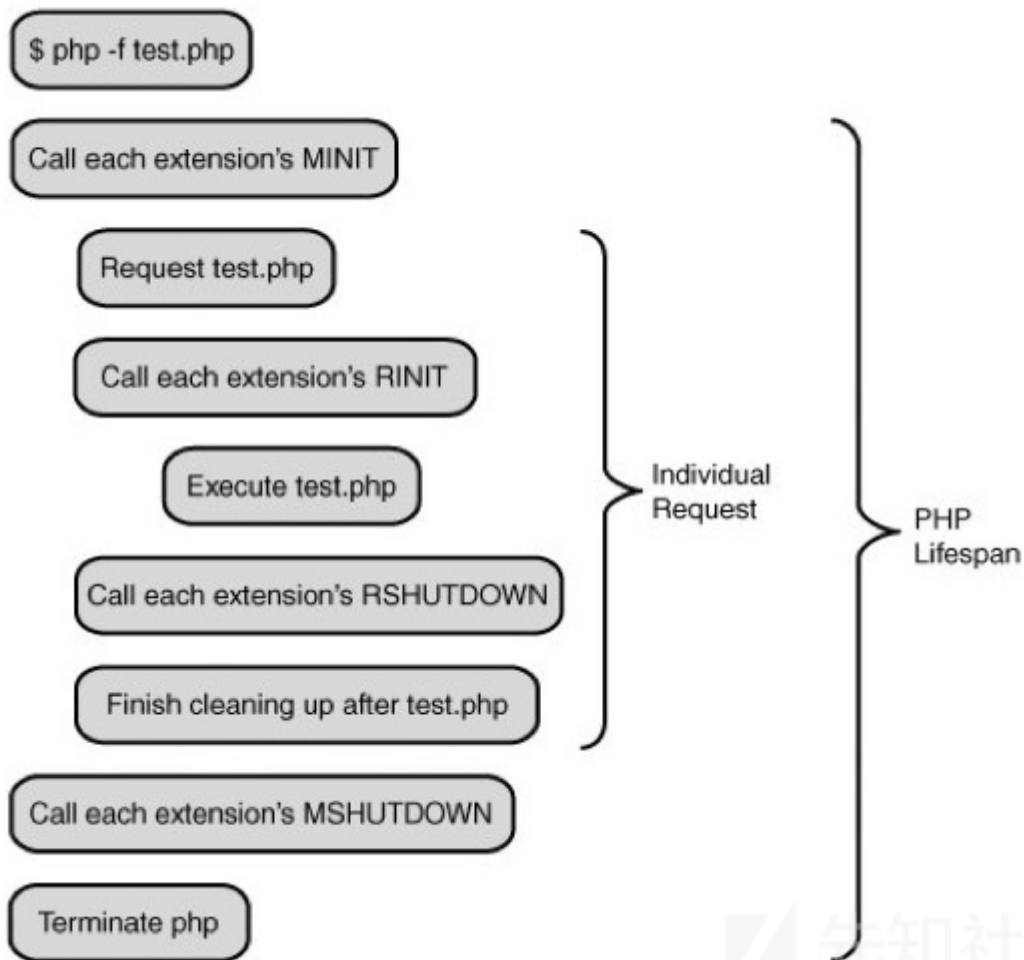 $ php -f test.php
Call each extension's MINIT
Request test.php
Call each extension's RINIT
Execute test.php
Individual
Request
PHP
Lifespan
Call each extension's RSHUTDOWN
Finish cleaning up after test.php
Call each extension's MSHUTDOWN
Terminate php
先知社